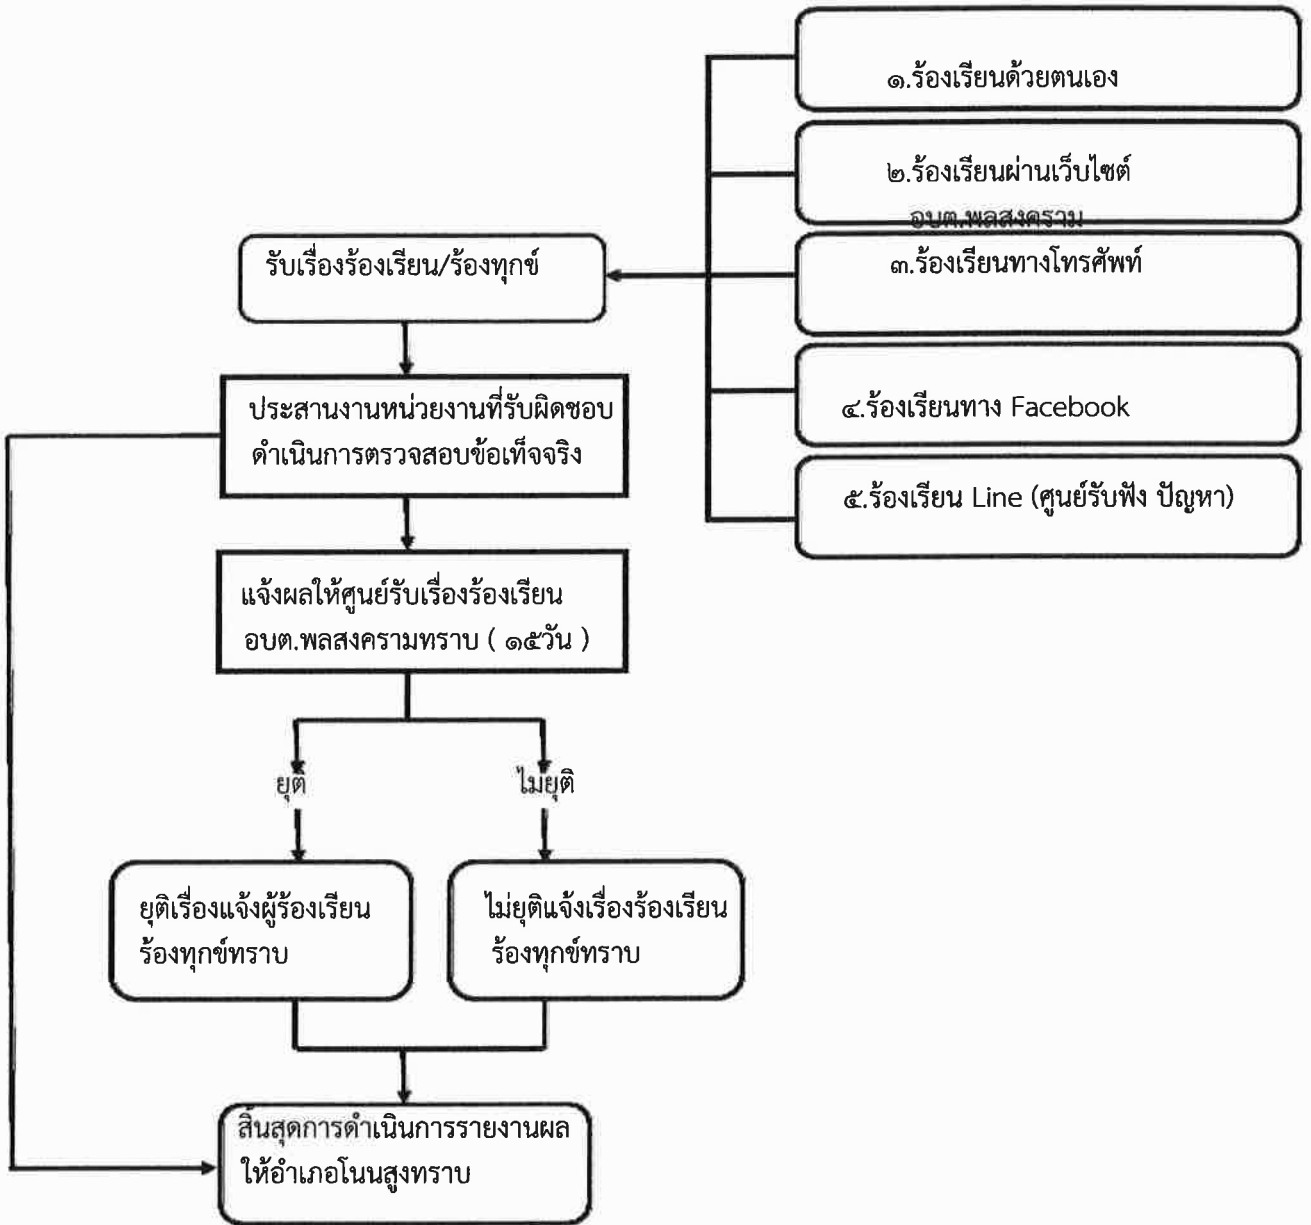 ๑.ร้องเรียนด้วยตนเอง
๒.ร้องเรียนผ่านเว็บไซต์
อบต.พลสงคราม
๓.ร้องเรียนทางโทรศัพท์
๔.ร้องเรียนทาง Facebook
๕.ร้องเรียน Line (ศูนย์รับฟัง ปัญหา)
รับเรื่องร้องเรียน/ร้องทุกข์
ประสานงานหน่วยงานที่รับผิดชอบ
ดำเนินการตรวจสอบข้อเท็จจริง
แจ้งผลให้ศูนย์รับเรื่องร้องเรียน
อบต.พลสงครามทราบ ( ๑๕วัน )
ยุติ
ไม่ยุติ
ยุติเรื่องแจ้งผู้ร้องเรียน
ร้องทุกข์ทราบ
ไม่ยุติแจ้งเรื่องร้องเรียน
ร้องทุกข์ทราบ
สิ้นสุดการดำเนินการรายงานผล
ให้อำเภอโนนสูงทราบ